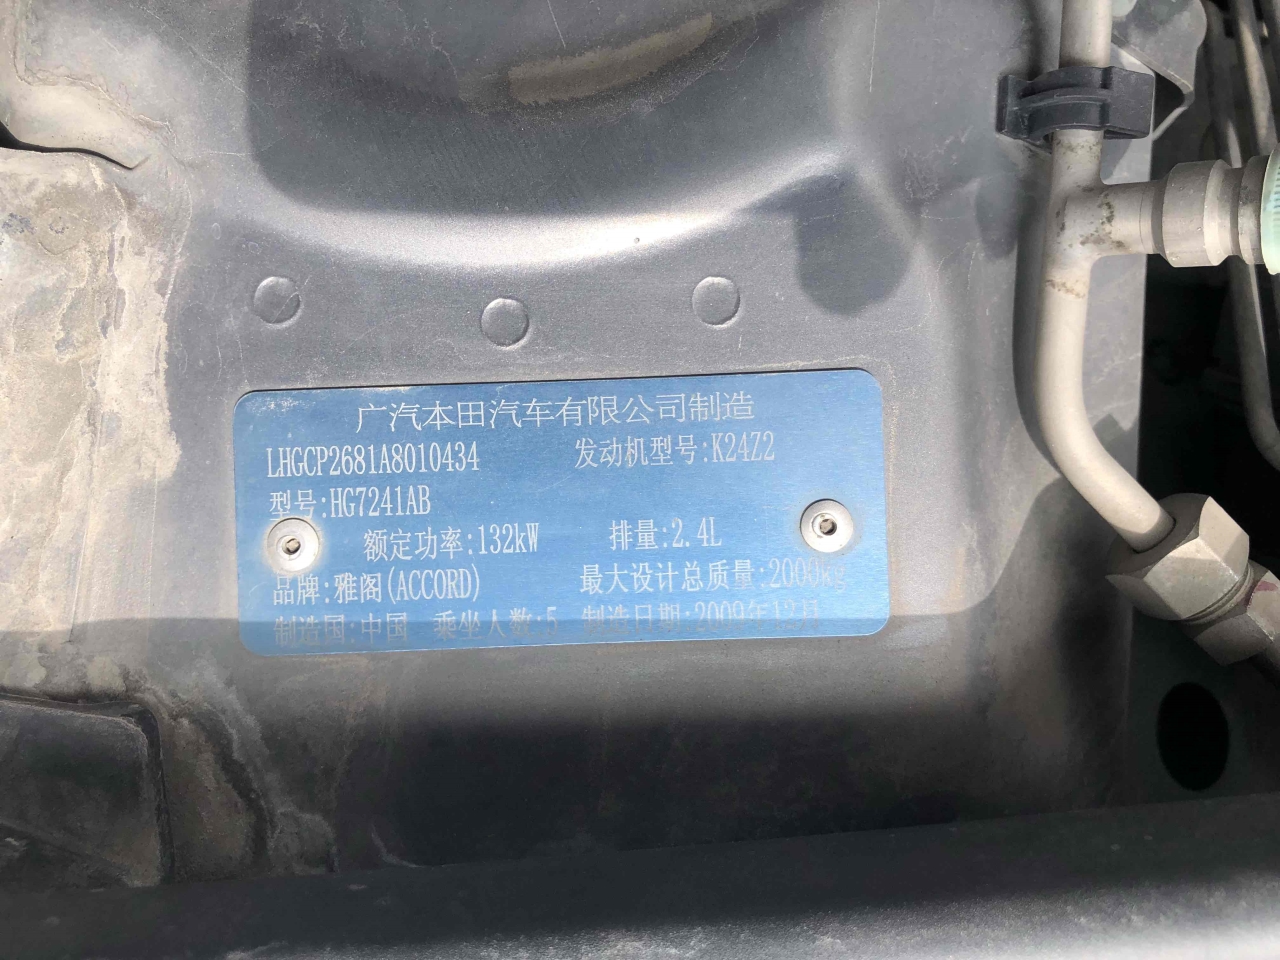 广汽本田汽车有限公司制造
LHGCP2681A8010434 发动机型号:K24Z2
型号:HG7241AB
额定功率:132kW 排量:2.4L
品牌:雅阁(ACCORD) 最大设计总质量:2000kg
制造国:中国 乘坐人数:5 制造日期:2009年12月